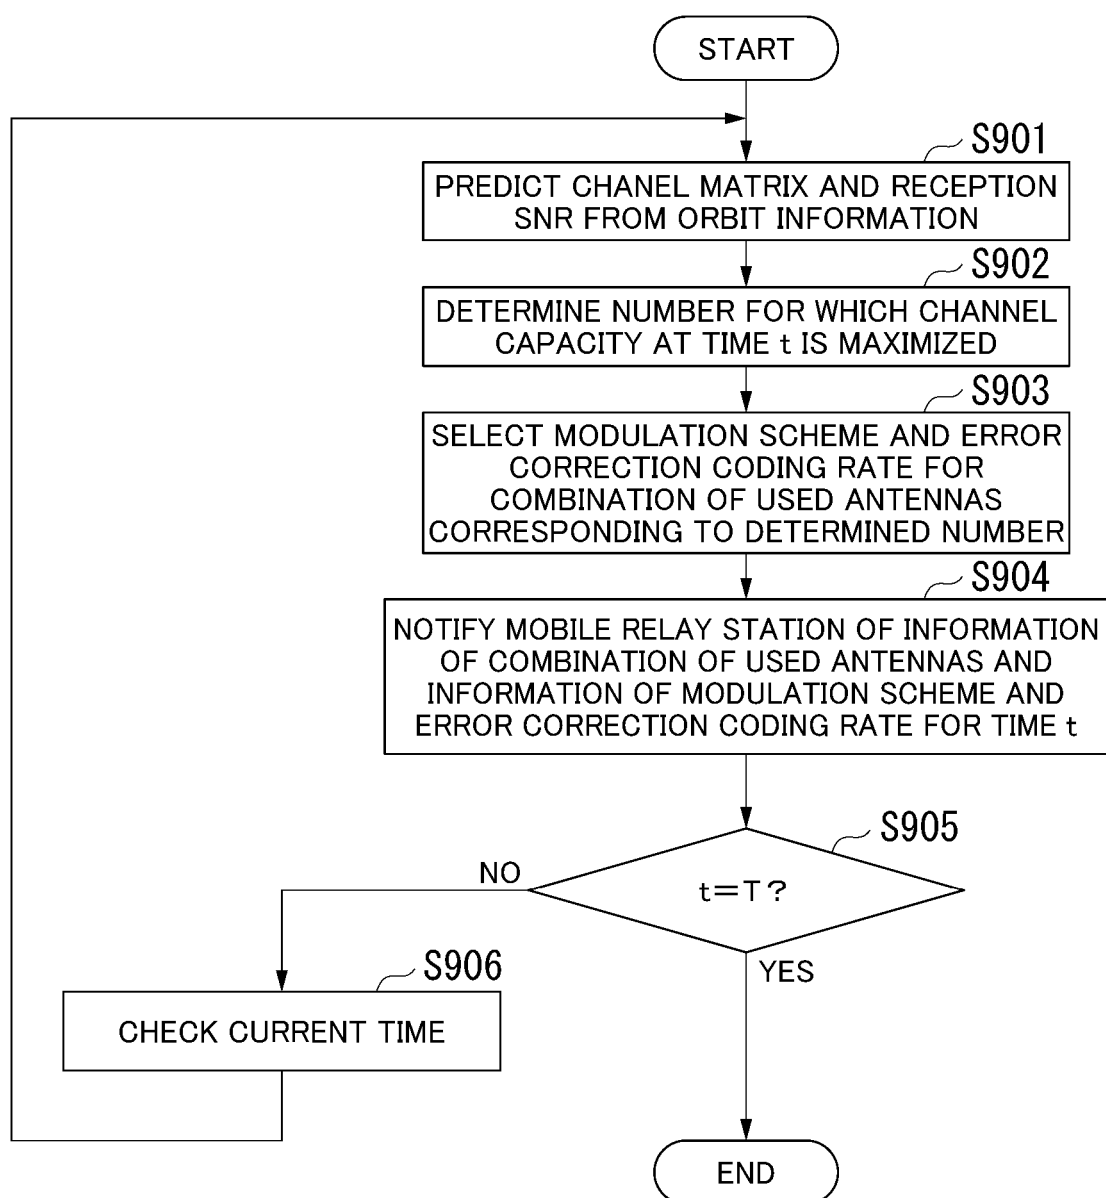 START
S901
PREDICT CHANEL MATRIX AND RECEPTION
SNR FROM ORBIT INFORMATION
S902
DETERMINE NUMBER FOR WHICH CHANNEL
CAPACITY AT TIME t IS MAXIMIZED
S903
SELECT MODULATION SCHEME AND ERROR
CORRECTION CODING RATE FOR
COMBINATION OF USED ANTENNAS
CORRESPONDING TO DETERMINED NUMBER
S904
NOTIFY MOBILE RELAY STATION OF INFORMATION
OF COMBINATION OF USED ANTENNAS AND
INFORMATION OF MODULATION SCHEME AND
ERROR CORRECTION CODING RATE FOR TIME t
S905
t=T?
NO
YES
S906
CHECK CURRENT TIME
END